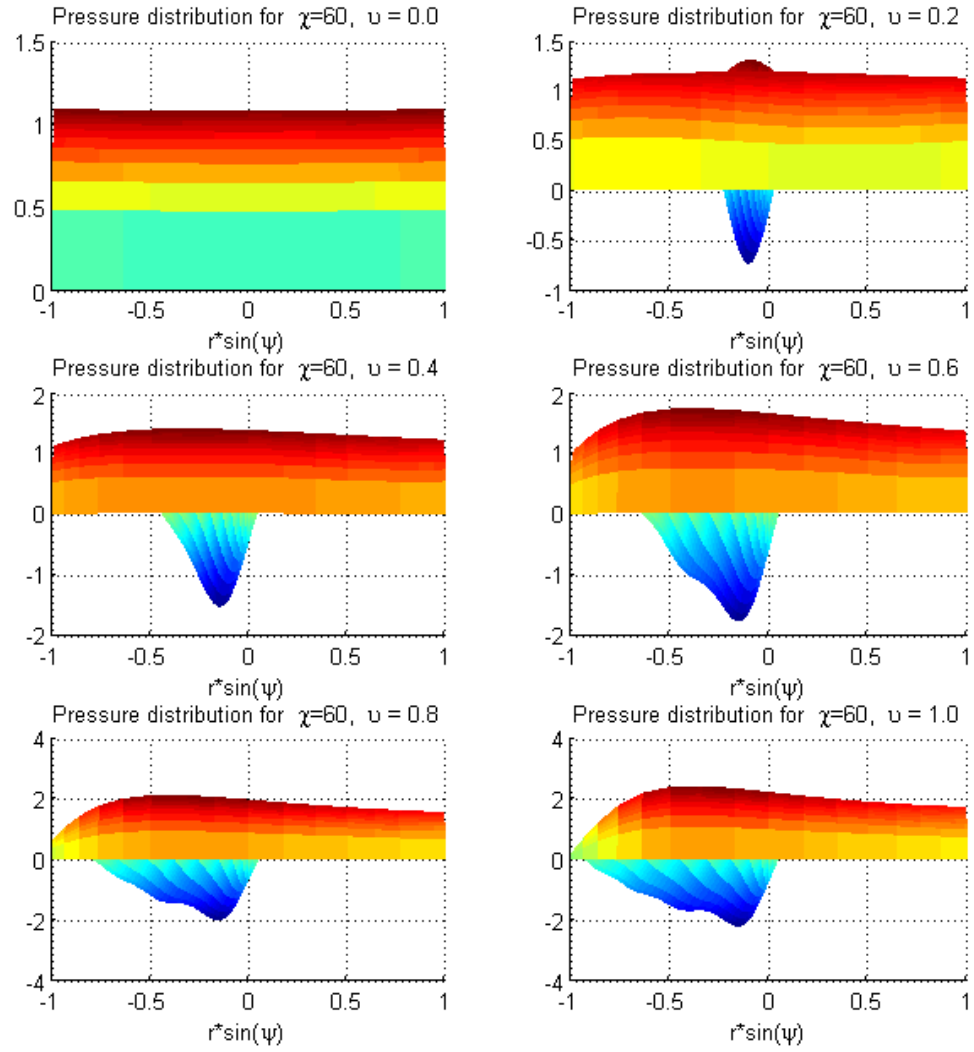 Pressure distribution for χ=60, υ = 0.0
1
0.5
0
-1 -0.5 0 0.5 1
r*sin(ψ)
Pressure distribution for χ=60, υ = 0.2
1.5
1
0.5
0
-0.5
-1
-1 -0.5 0 0.5 1
r*sin(ψ)
Pressure distribution for χ=60, υ = 0.4
2
1
0
-1
-2
-1 -0.5 0 0.5 1
r*sin(ψ)
Pressure distribution for χ=60, υ = 0.6
2
1
0
-1
-2
-1 -0.5 0 0.5 1
r*sin(ψ)
Pressure distribution for χ=60, υ = 0.8
4
2
0
-2
-4
-1 -0.5 0 0.5 1
r*sin(ψ)
Pressure distribution for χ=60, υ = 1.0
4
2
0
-2
-4
-1 -0.5 0 0.5 1
r*sin(ψ)
1.5